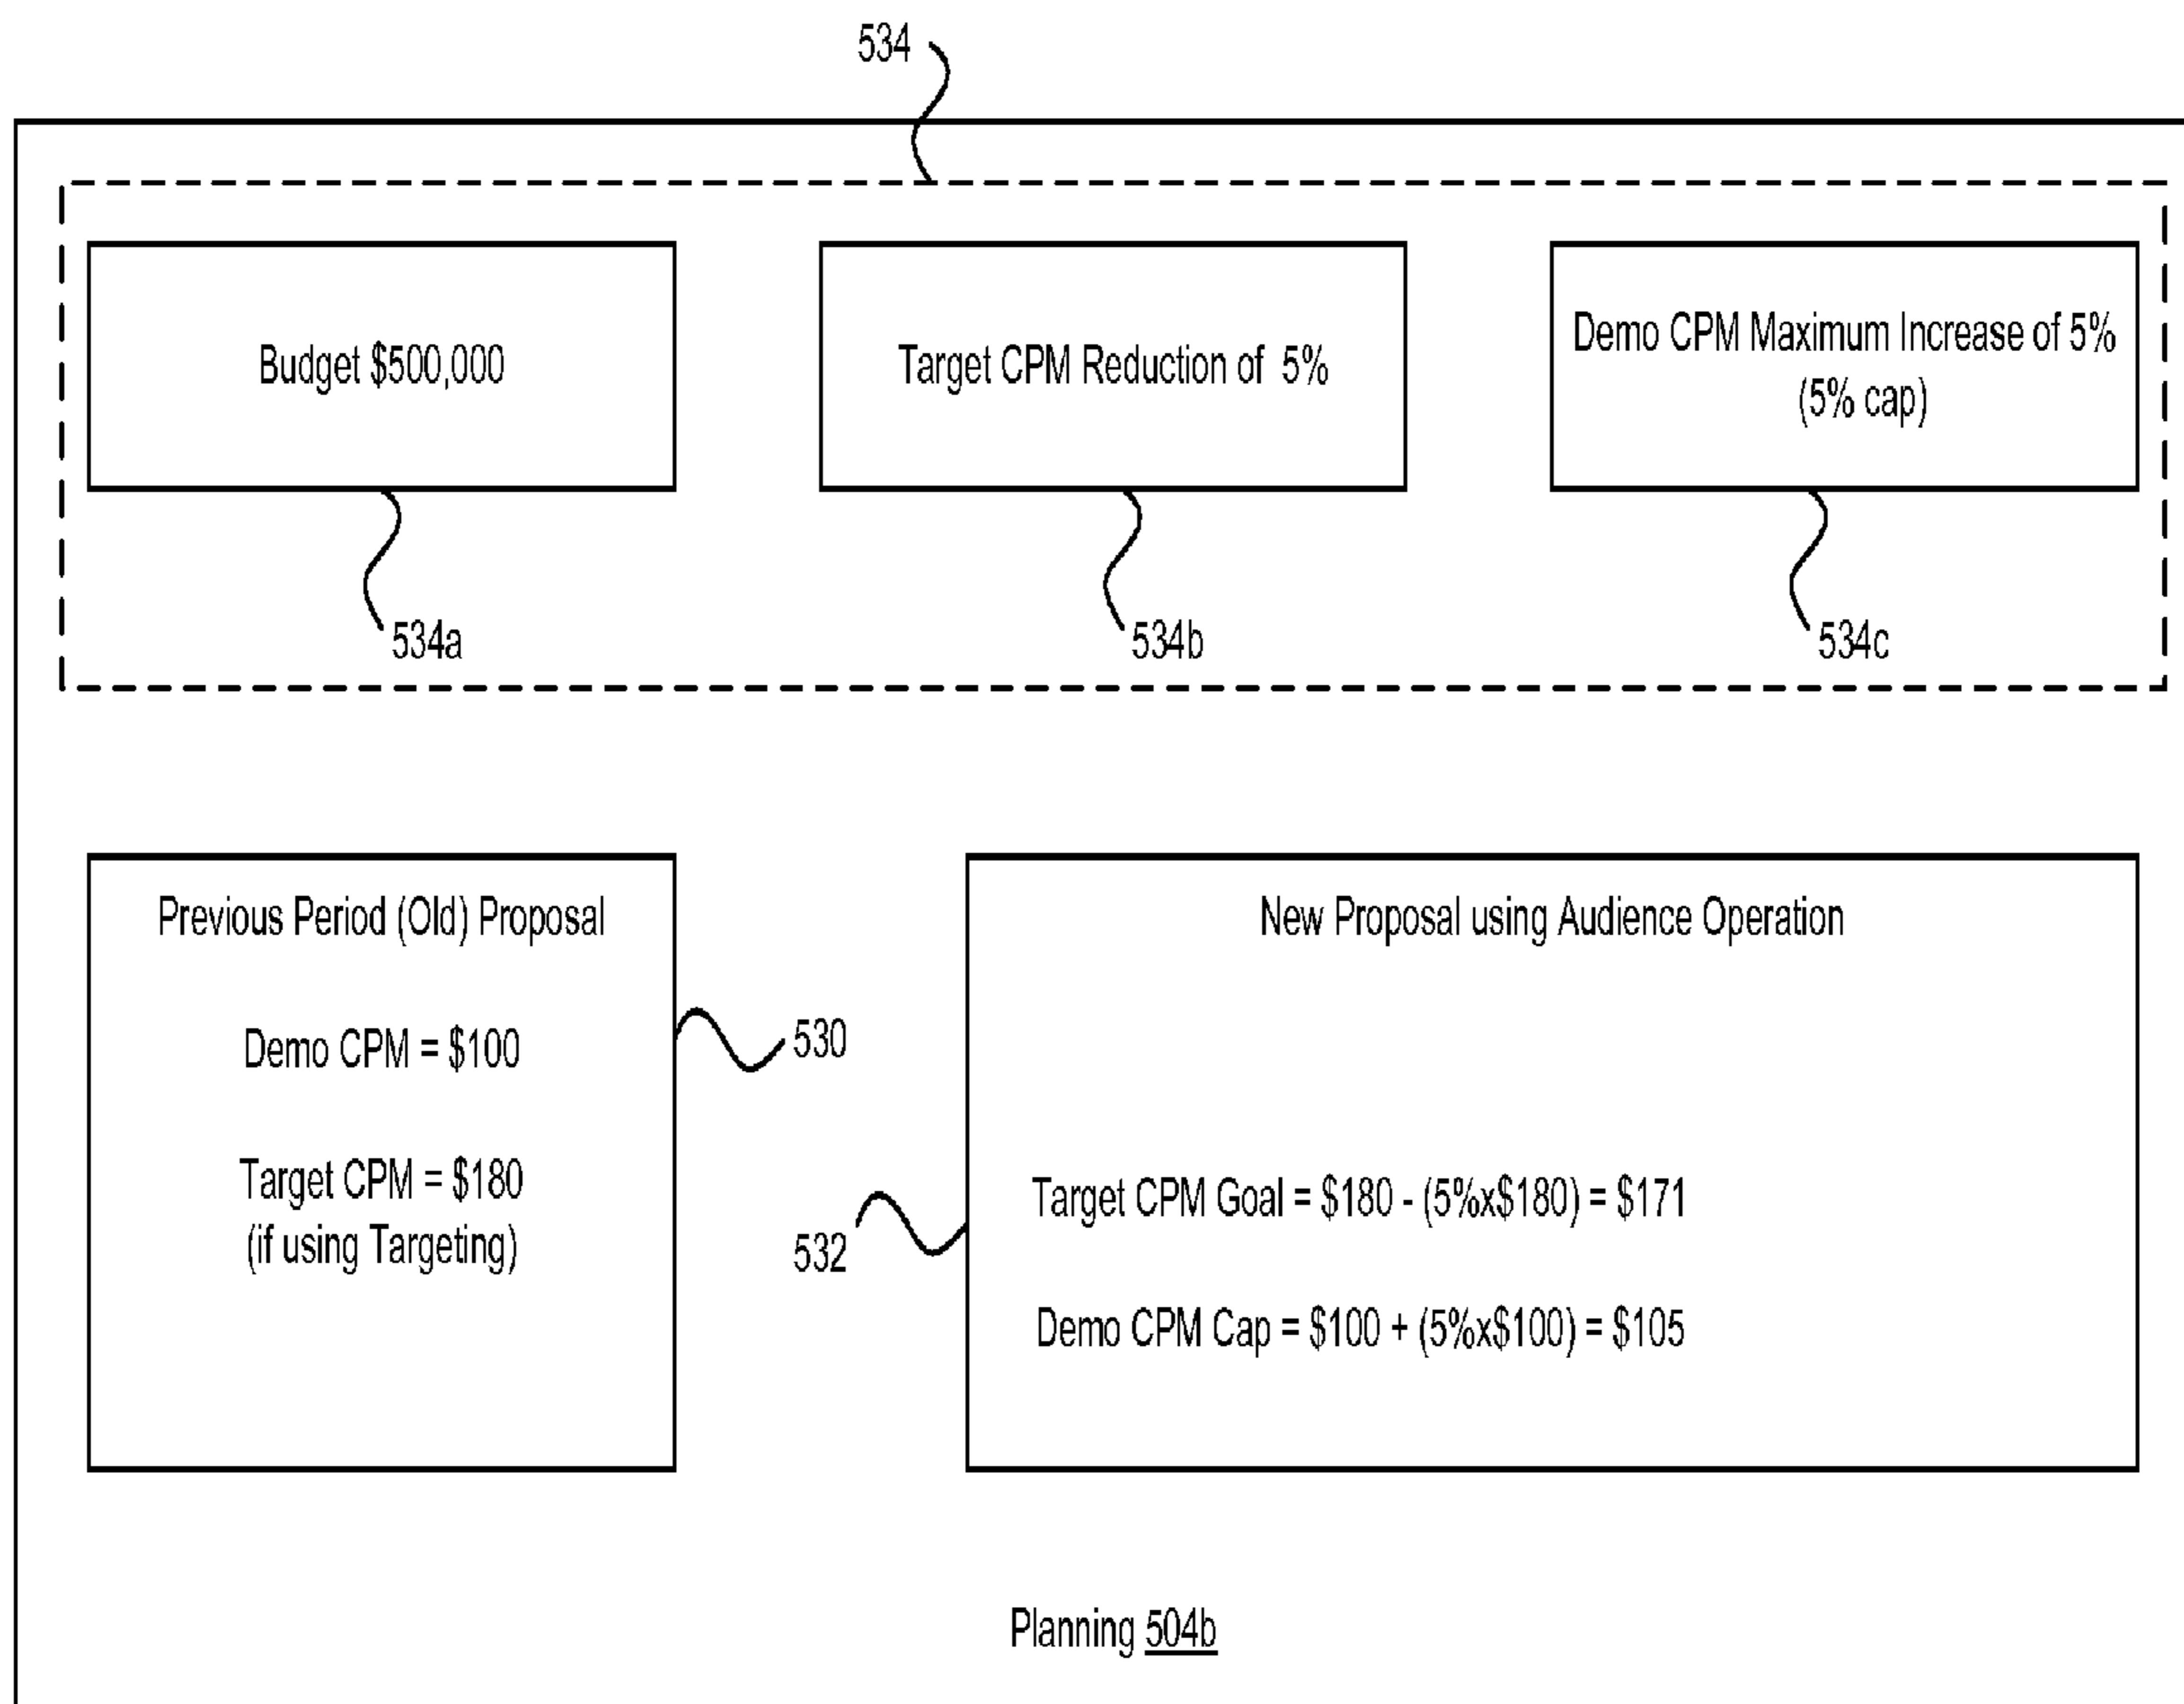 534
Budget $500,000
Target CPM Reduction of 5%
Demo CPM Maximum Increase of 5%
(5% cap)
534a
534b
534c
Previous Period (Old) Proposal
Demo CPM = $100
Target CPM = $180
(if using Targeting)
530
532
New Proposal using Audience Operation
Target CPM Goal = $180 - (5%x$180) = $171
Demo CPM Cap = $100 + (5%x$100) = $105
Planning 504b